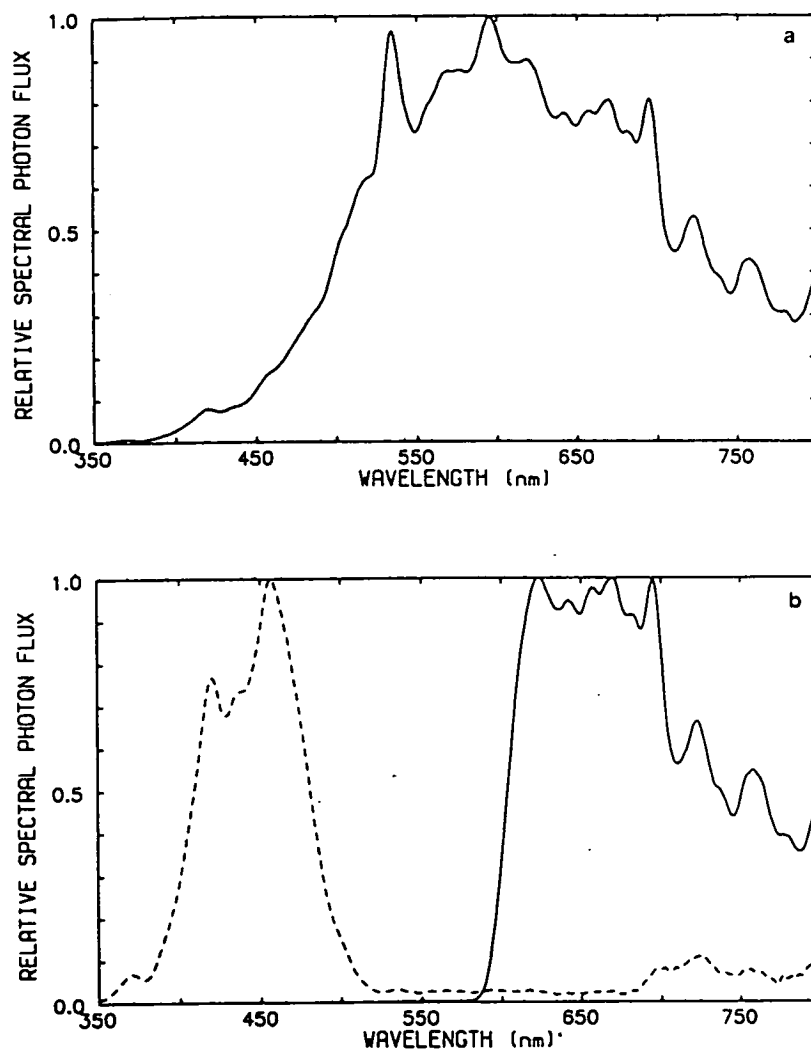 a
RELATIVE SPECTRAL PHOTON FLUX
1.0
0.5
0.0
350 450 550 650 750
WAVELENGTH (nm)
b
RELATIVE SPECTRAL PHOTON FLUX
1.0
0.5
0.0
350 450 550 650 750
WAVELENGTH (nm)